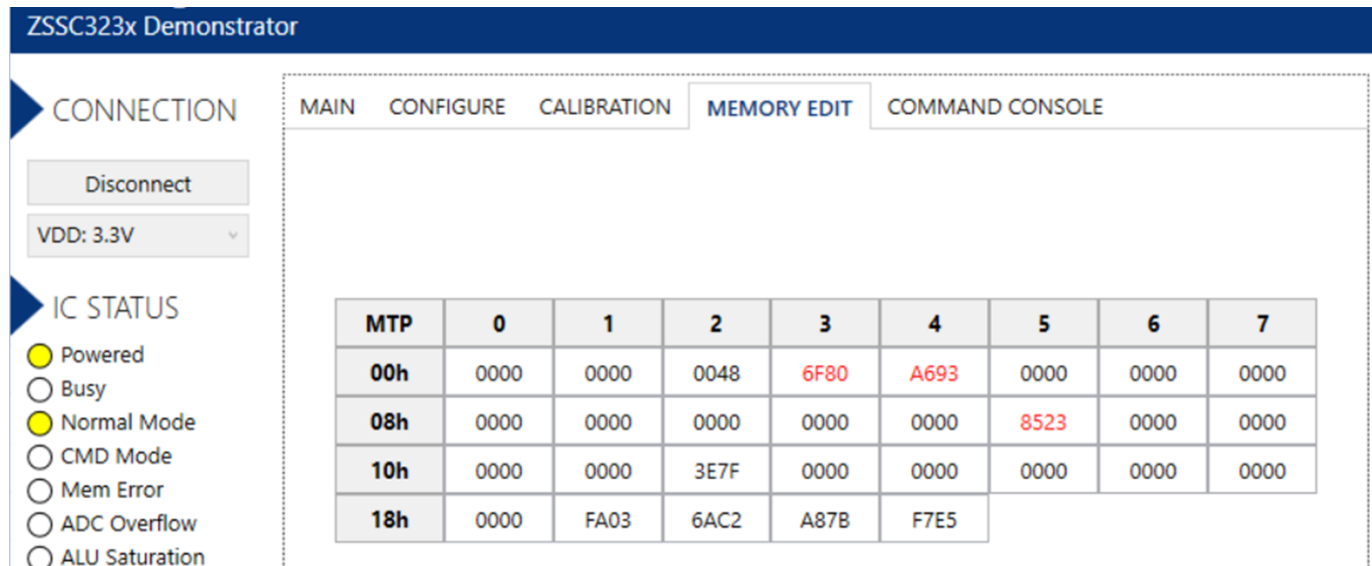 ZSSC323x Demonstrator
CONNECTION
Disconnect
VDD: 3.3V
IC STATUS
Powered
Busy
Normal Mode
CMD Mode
Mem Error
ADC Overflow
ALU Saturation
MAIN CONFIGURE CALIBRATION MEMORY EDIT COMMAND CONSOLE
MTP 0 1 2 3 4 5 6 7
00h 0000 0000 0048 6F80 A693 0000 0000 0000
08h 0000 0000 0000 0000 0000 8523 0000 0000
10h 0000 0000 3E7F 0000 0000 0000 0000 0000
18h 0000 FA03 6AC2 A87B F7E5